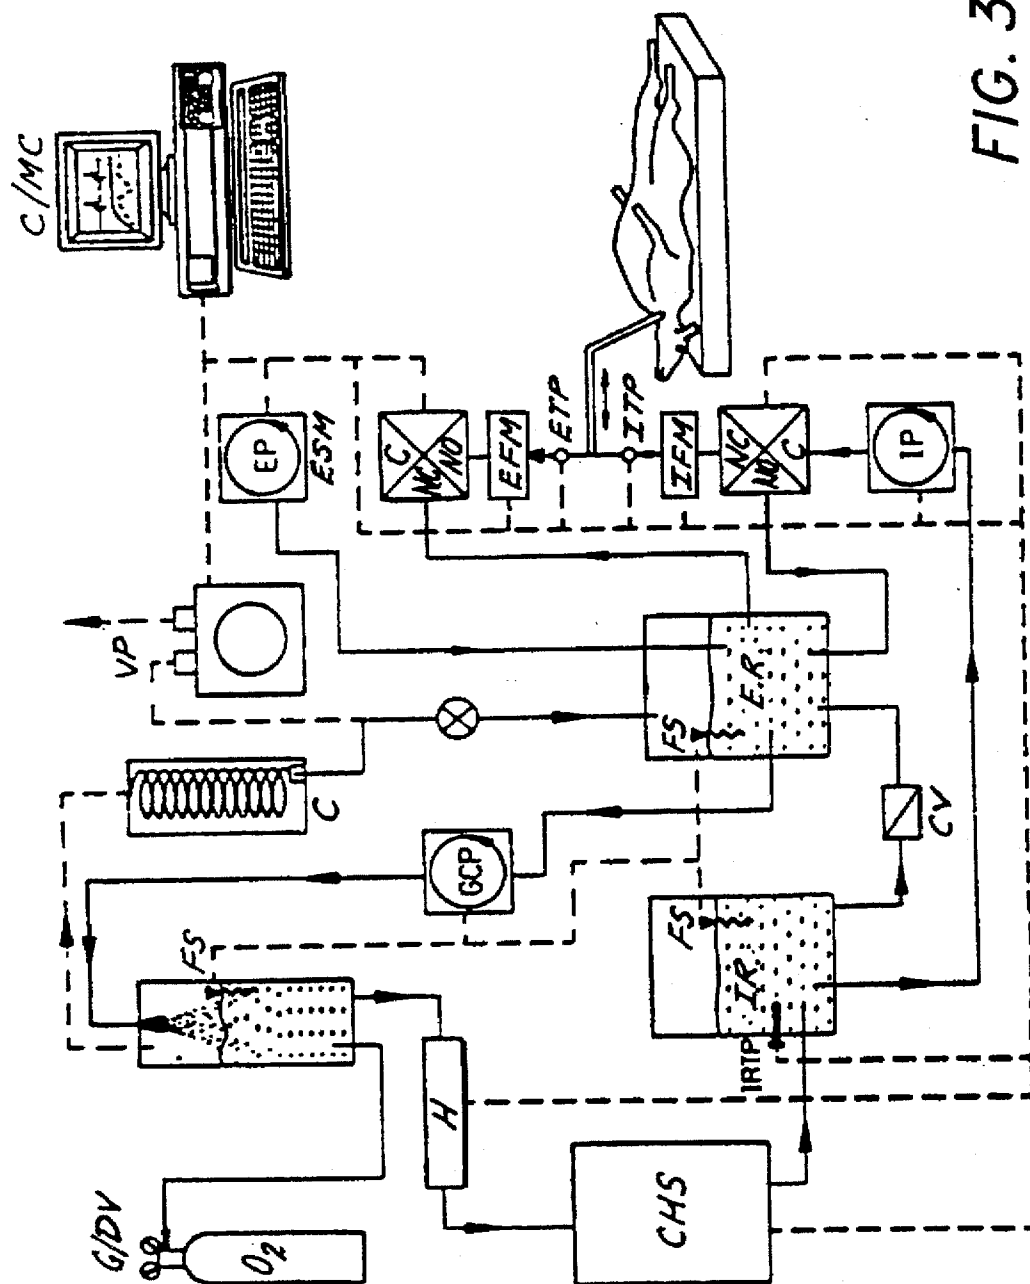 C/MC
EP
ESM
VP
C
NC
NO
EFM
ETP
ITP
IFM
NC
NO
C
IP
FS
E.R
C
GCP
FS
CV
FS
I.R
IRTP
H
CHS
G/DV
O2
FIG. 3